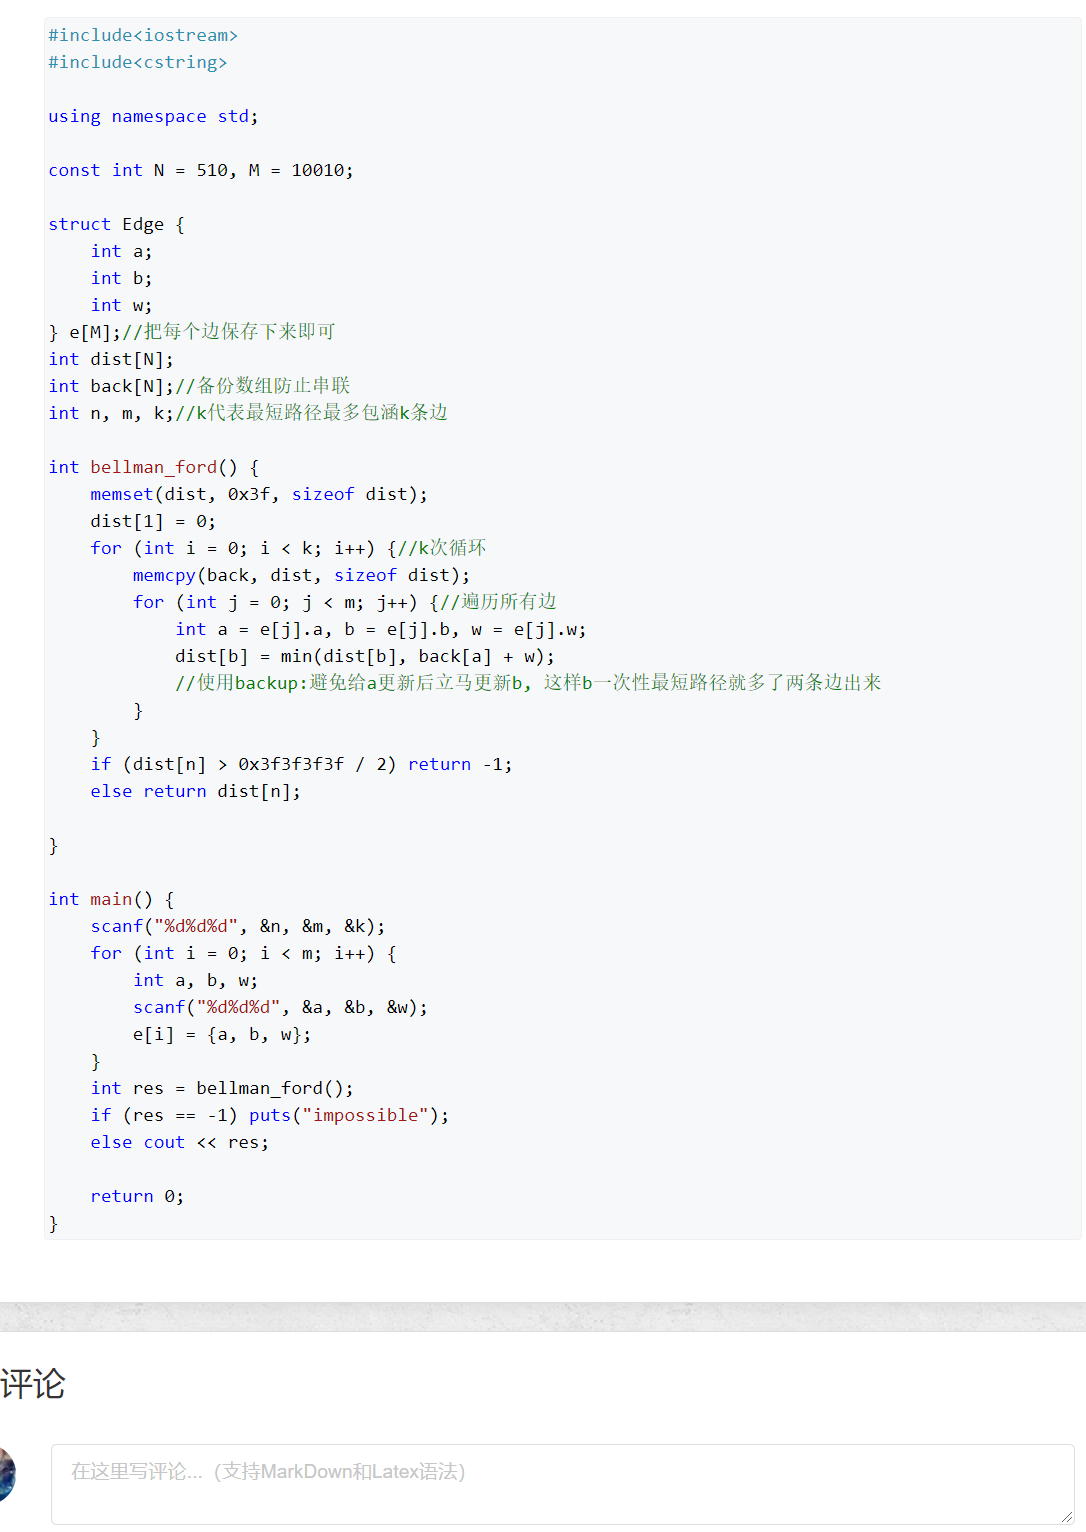 #include<iostream>
#include<cstring>
using namespace std;
const int N = 510, M = 10010;
struct Edge {
    int a;
    int b;
    int w;
} e[M];//把每个边保存下来即可
int dist[N];
int back[N];//备份数组防止串联
int n, m, k;//k代表最短路径最多包涵k条边
int bellman_ford() {
    memset(dist, 0x3f, sizeof dist);
    dist[1] = 0;
    for (int i = 0; i < k; i++) {//k次循环
        memcpy(back, dist, sizeof dist);
        for (int j = 0; j < m; j++) {//遍历所有边
            int a = e[j].a, b = e[j].b, w = e[j].w;
            dist[b] = min(dist[b], back[a] + w);
            //使用backup:避免给a更新后立马更新b, 这样b一次性最短路径就多了两条边出来
        }
    }
    if (dist[n] > 0x3f3f3f3f / 2) return -1;
    else return dist[n];
}
int main() {
    scanf("%d%d%d", &n, &m, &k);
    for (int i = 0; i < m; i++) {
        int a, b, w;
        scanf("%d%d%d", &a, &b, &w);
        e[i] = {a, b, w};
    }
    int res = bellman_ford();
    if (res == -1) puts("impossible");
    else cout << res;
    return 0;
}
评论
在这里写评论... (支持MarkDown和Latex语法)